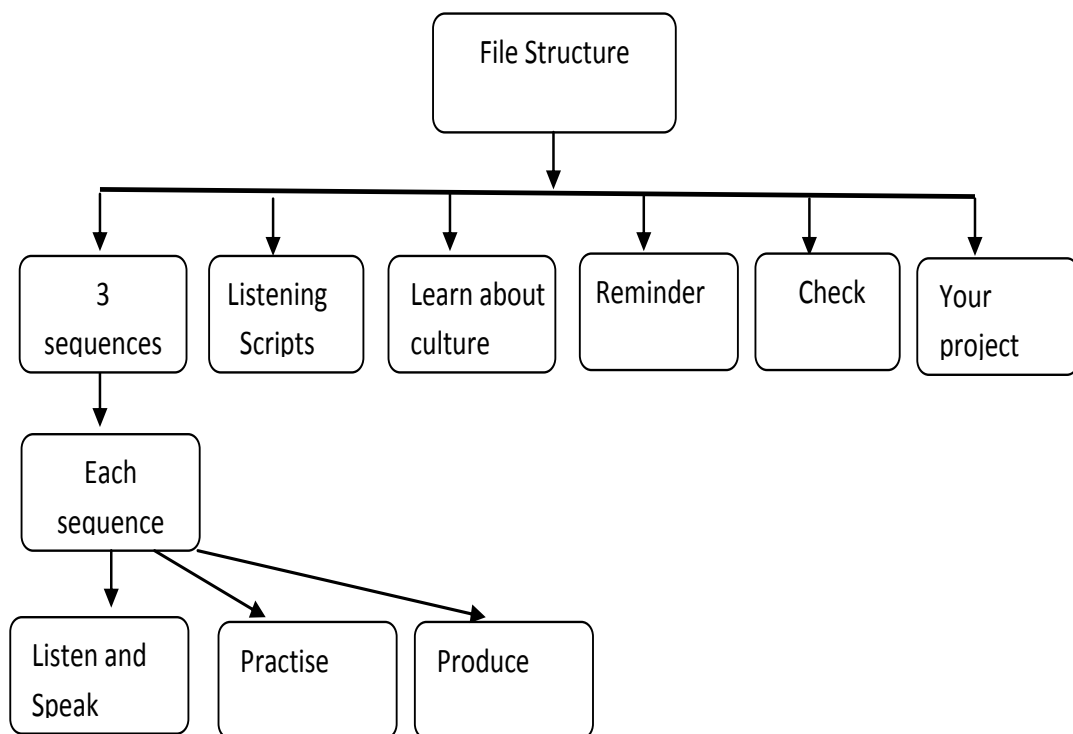 File Structure
3
sequences
Listening
Scripts
Learn about
culture
Reminder
Check
Your
project
Each
sequence
Listen and
Speak
Practise
Produce